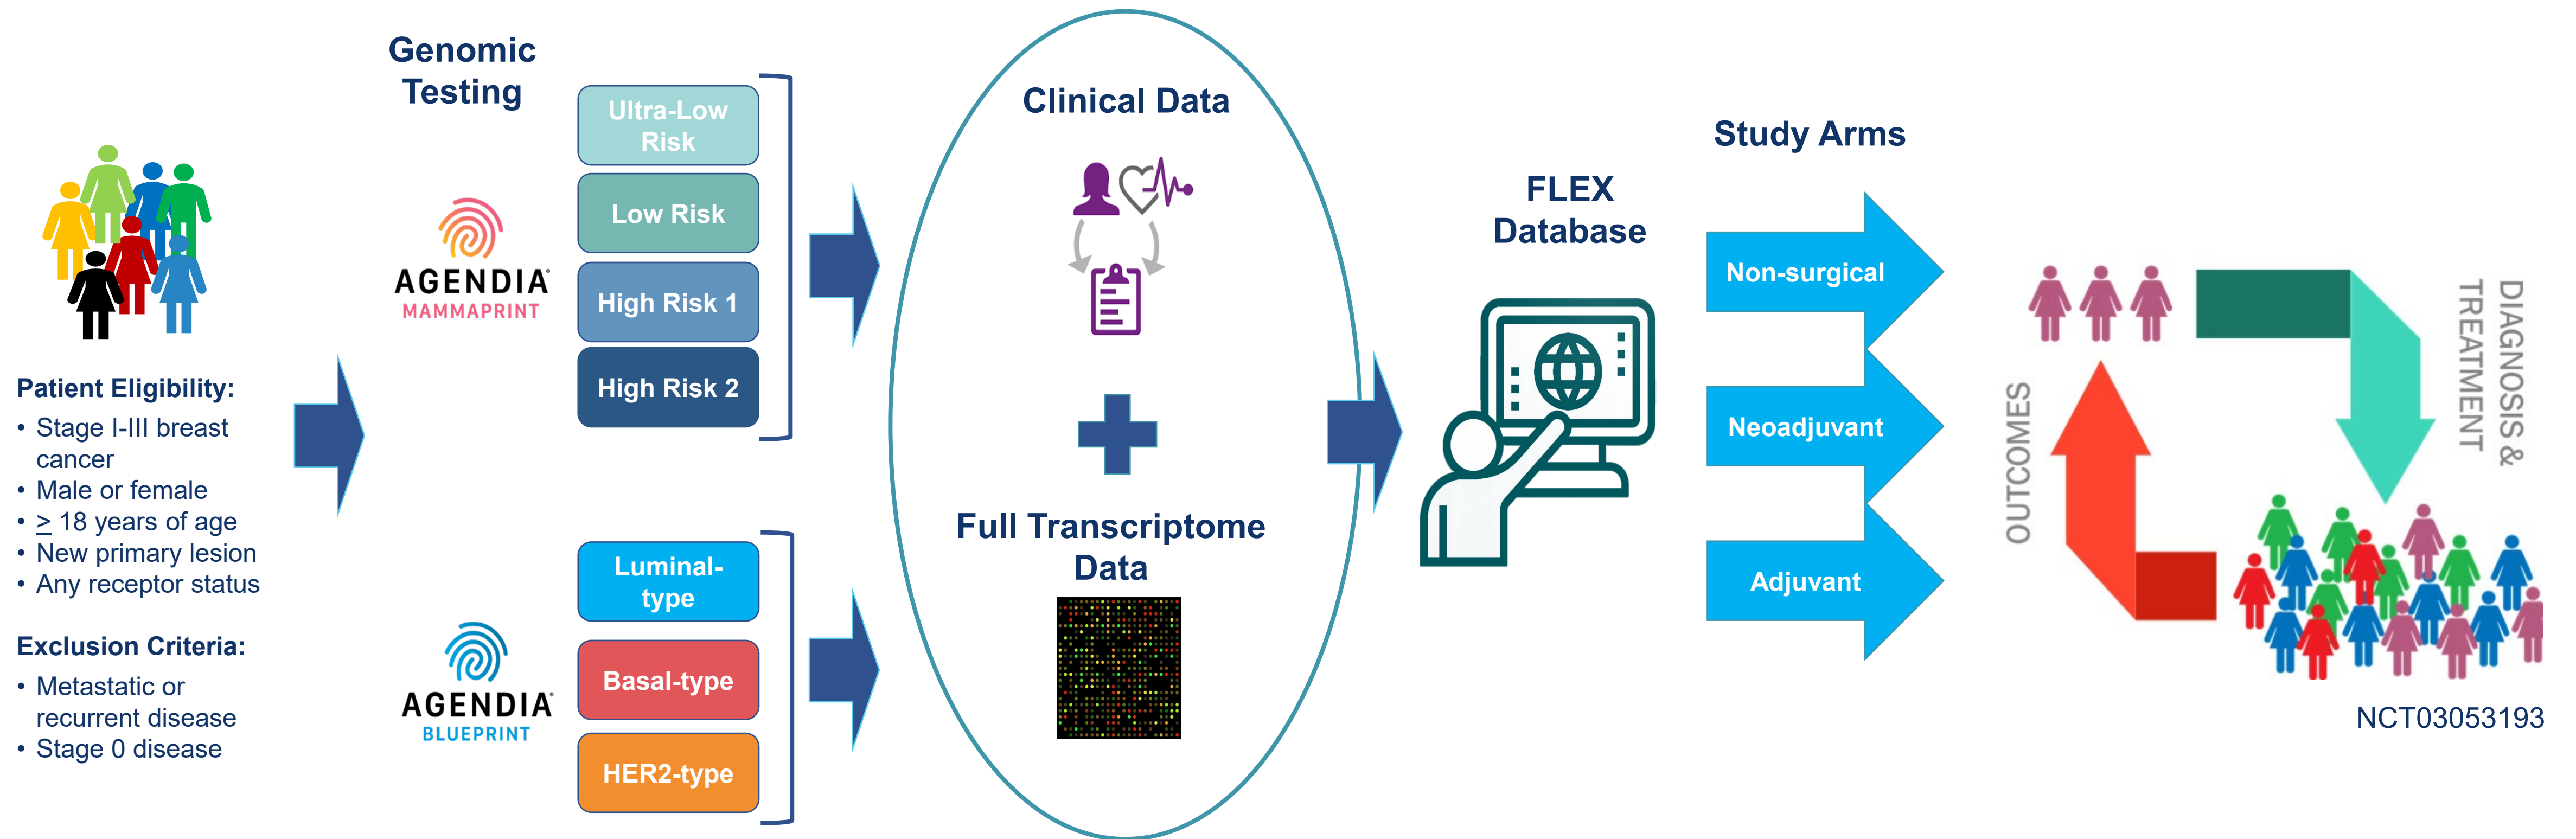 Genomic
Testing
Patient Eligibility:
• Stage I-III breast
cancer
• Male or female
• ≥ 18 years of age
• New primary lesion
• Any receptor status
Exclusion Criteria:
• Metastatic or
recurrent disease
• Stage 0 disease
AGENDIA
MAMMAPRINT
Ultra-Low
Risk
Low Risk
High Risk 1
High Risk 2
AGENDIA
BLUEPRINT
Luminal-
type
Basal-type
HER2-type
Clinical Data
Full Transcriptome
Data
FLEX
Database
Study Arms
Non-surgical
Neoadjuvant
Adjuvant
OUTCOMES
DIAGNOSIS &
TREATMENT
NCT03053193